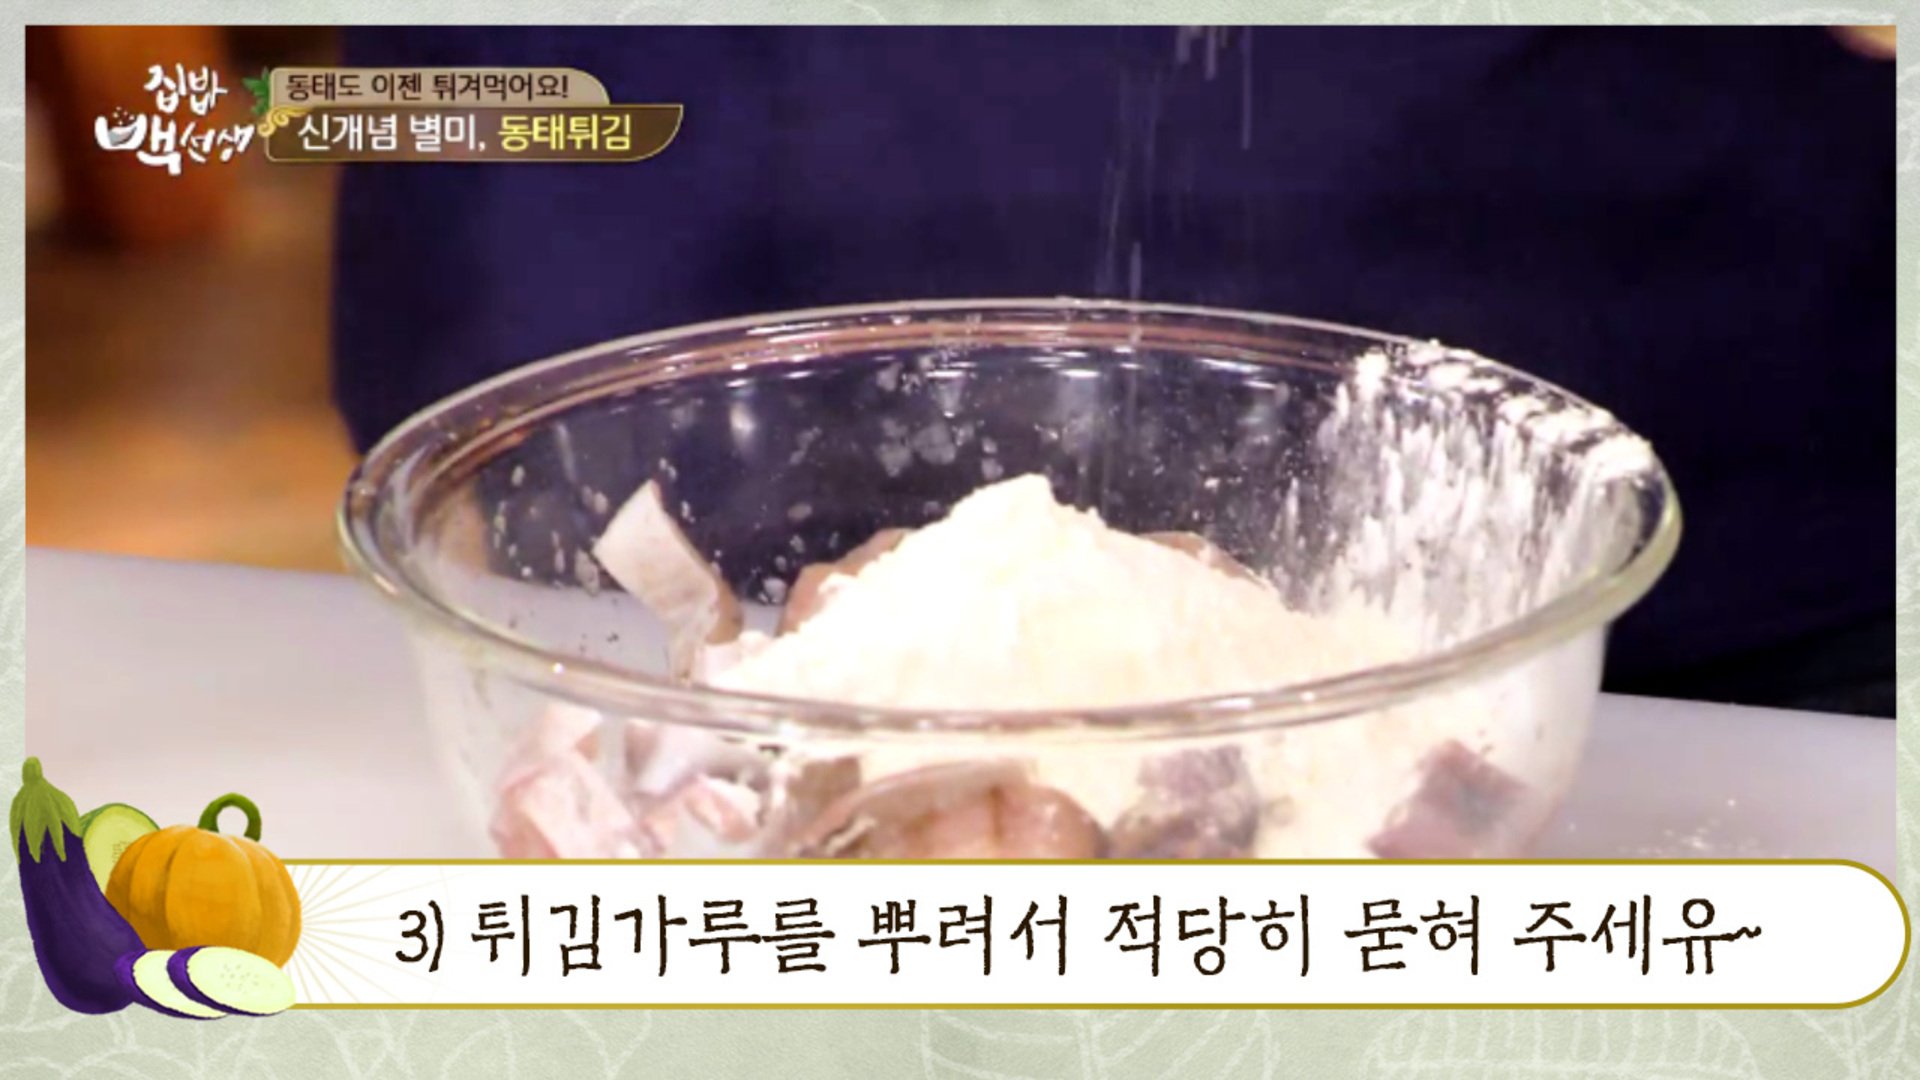 집밥
백선생
동태도 이젠 튀겨먹어요!
신개념 별미, 동태튀김
3) 튀김가루를 뿌려서 적당히 묻혀 주세유~